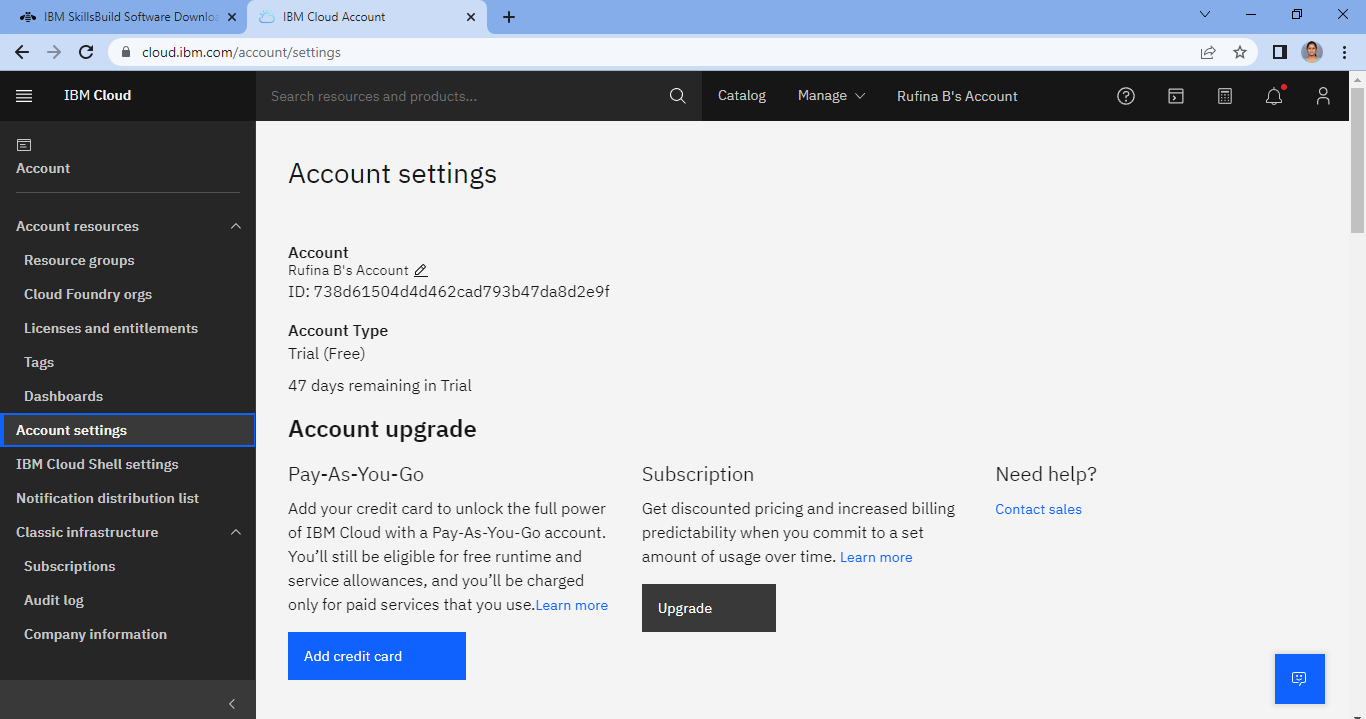 IBM SkillsBuild Software Downloa
IBM Cloud Account
cloud.ibm.com/account/settings
IBM Cloud
Search resources and products...
Catalog
Manage
Rufina B's Account
Account
Account resources
Resource groups
Cloud Foundry orgs
Licenses and entitlements
Tags
Dashboards
Account settings
IBM Cloud Shell settings
Notification distribution list
Classic infrastructure
Subscriptions
Audit log
Company information
Account settings
Account
Rufina B's Account
ID: 738d61504d4d462cad793b47da8d2e9f
Account Type
Trial (Free)
47 days remaining in Trial
Account upgrade
Pay-As-You-Go
Add your credit card to unlock the full power
of IBM Cloud with a Pay-As-You-Go account.
You’ll still be eligible for free runtime and
service allowances, and you’ll be charged
only for paid services that you use.Learn more
Add credit card
Subscription
Get discounted pricing and increased billing
predictability when you commit to a set
amount of usage over time. Learn more
Upgrade
Need help?
Contact sales